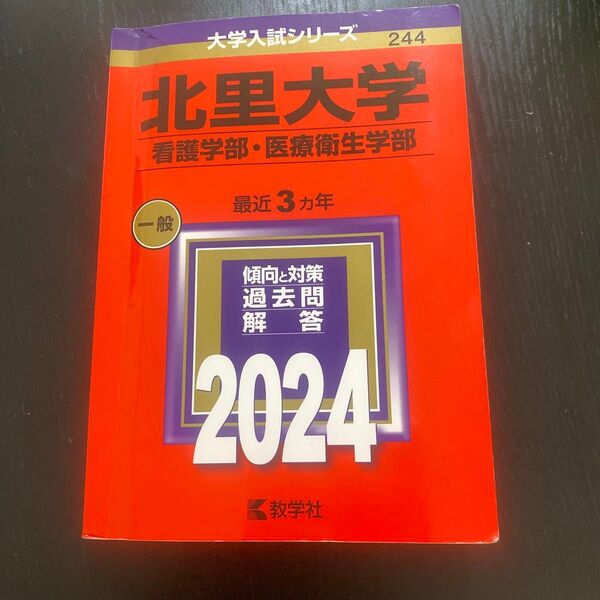 大学入試シリーズ
244
北里大学
看護学部・医療衛生学部
最近3カ年
一般
傾向と対策
過去問
解答
2024
教学社